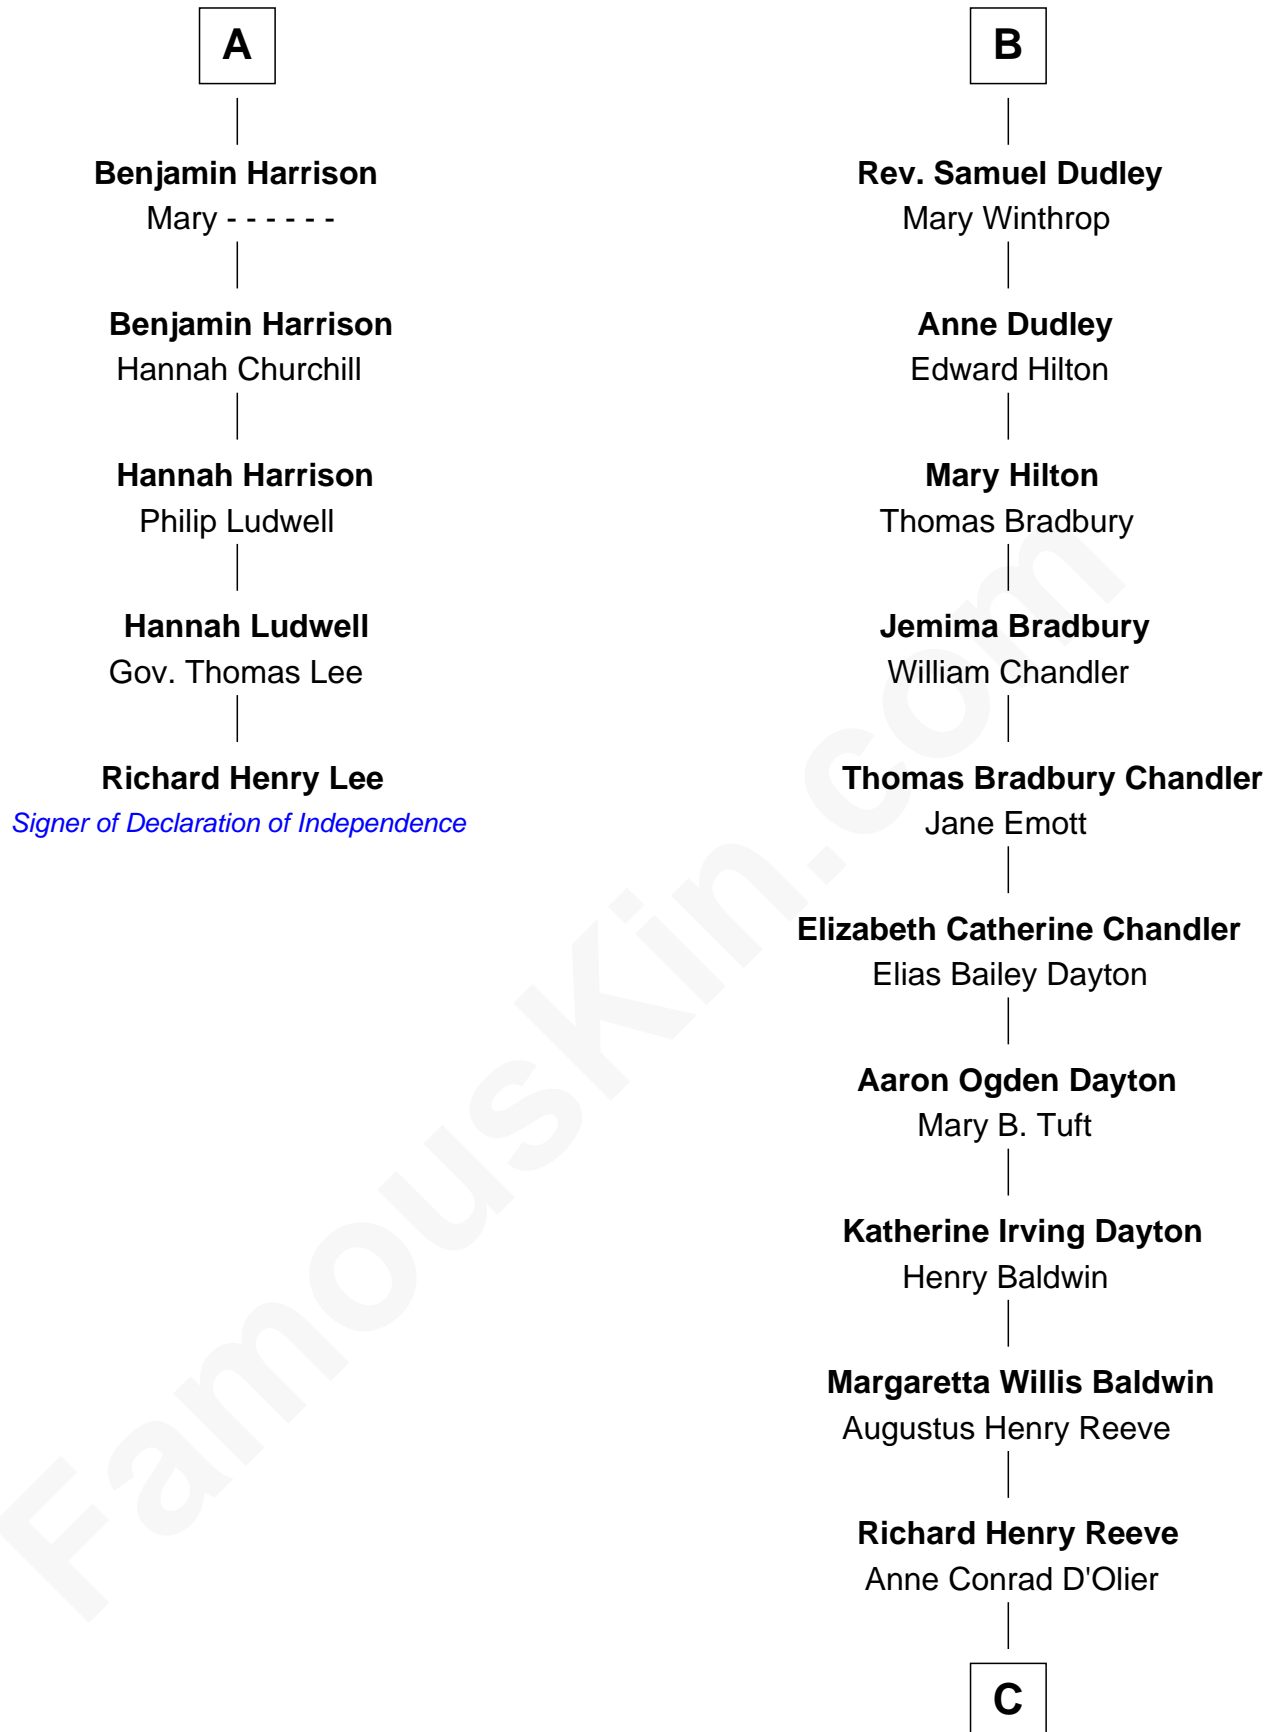 A
Benjamin Harrison
Mary - - - - - -
Benjamin Harrison
Hannah Churchill
Hannah Harrison
Philip Ludwell
Hannah Ludwell
Gov. Thomas Lee
Richard Henry Lee
Signer of Declaration of Independence
B
Rev. Samuel Dudley
Mary Winthrop
Anne Dudley
Edward Hilton
Mary Hilton
Thomas Bradbury
Jemima Bradbury
William Chandler
Thomas Bradbury Chandler
Jane Emott
Elizabeth Catherine Chandler
Elias Bailey Dayton
Aaron Ogden Dayton
Mary B. Tuft
Katherine Irving Dayton
Henry Baldwin
Margaretta Willis Baldwin
Augustus Henry Reeve
Richard Henry Reeve
Anne Conrad D'Olier
C
FamousKin.com